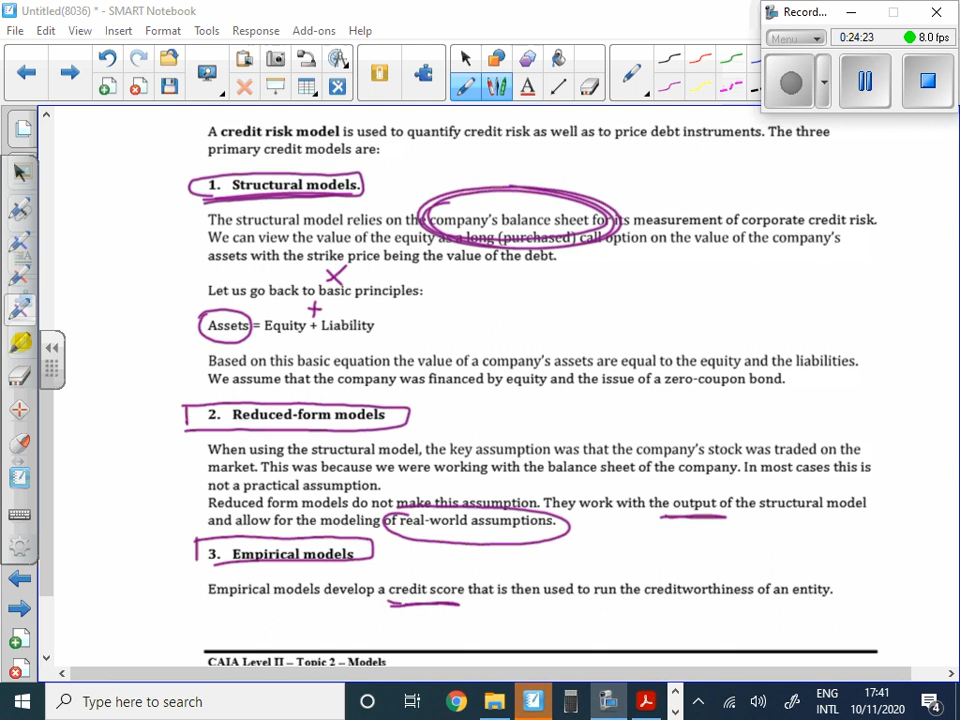 Untitled(8036) * - SMART Notebook
File Edit View Insert Format Tools Response Add-ons Help
Record...
Menu
0:24:23
8.0 fps
A credit risk model is used to quantify credit risk as well as to price debt instruments. The three
primary credit models are:
1. Structural models.
The structural model relies on the company's balance sheet for its measurement of corporate credit risk.
We can view the value of the equity as a long (purchased) call option on the value of the company's
assets with the strike price being the value of the debt.
Let us go back to basic principles:
Assets = Equity + Liability
Based on this basic equation the value of a company's assets are equal to the equity and the liabilities.
We assume that the company was financed by equity and the issue of a zero-coupon bond.
2. Reduced-form models
When using the structural model, the key assumption was that the company's stock was traded on the
market. This was because we were working with the balance sheet of the company. In most cases this is
not a practical assumption.
Reduced form models do not make this assumption. They work with the output of the structural model
and allow for the modeling of real-world assumptions.
3. Empirical models
Empirical models develop a credit score that is then used to run the creditworthiness of an entity.
CAIA Level II – Topic 2 – Models
Type here to search
ENG
INTL
17:41
10/11/2020
4